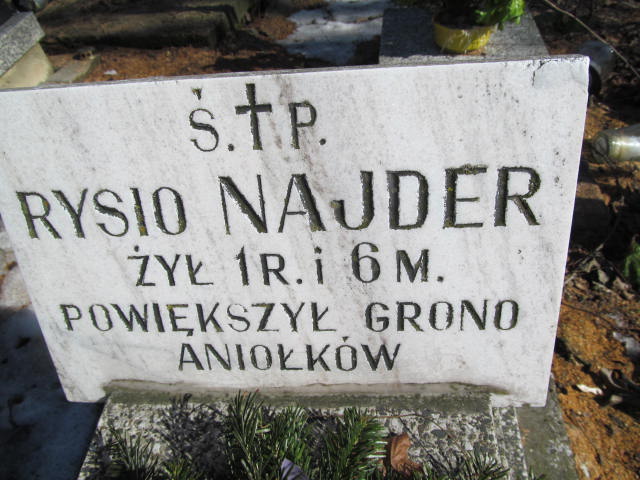 Ś.✝P.
RYSIO NAJDER
ŻYŁ 1R. i 6 M.
POWIĘKSZYŁ GRONO
ANIOŁKÓW